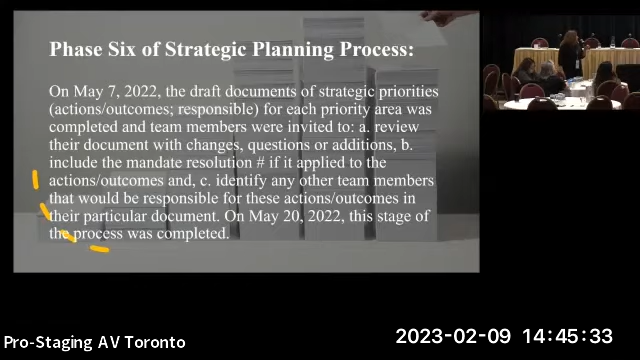 Phase Six of Strategic Planning Process:
On May 7, 2022, the draft documents of strategic priorities
(actions/outcomes; responsible) for each priority area was
completed and team members were invited to: a. review
their document with changes, questions or additions, b.
include the mandate resolution # if it applied to the
actions/outcomes and, c. identify any other team members
that would be responsible for these actions/outcomes in
their particular document. On May 20, 2022, this stage of
the process was completed.
Pro-Staging AV Toronto
2023-02-09 14:45:33